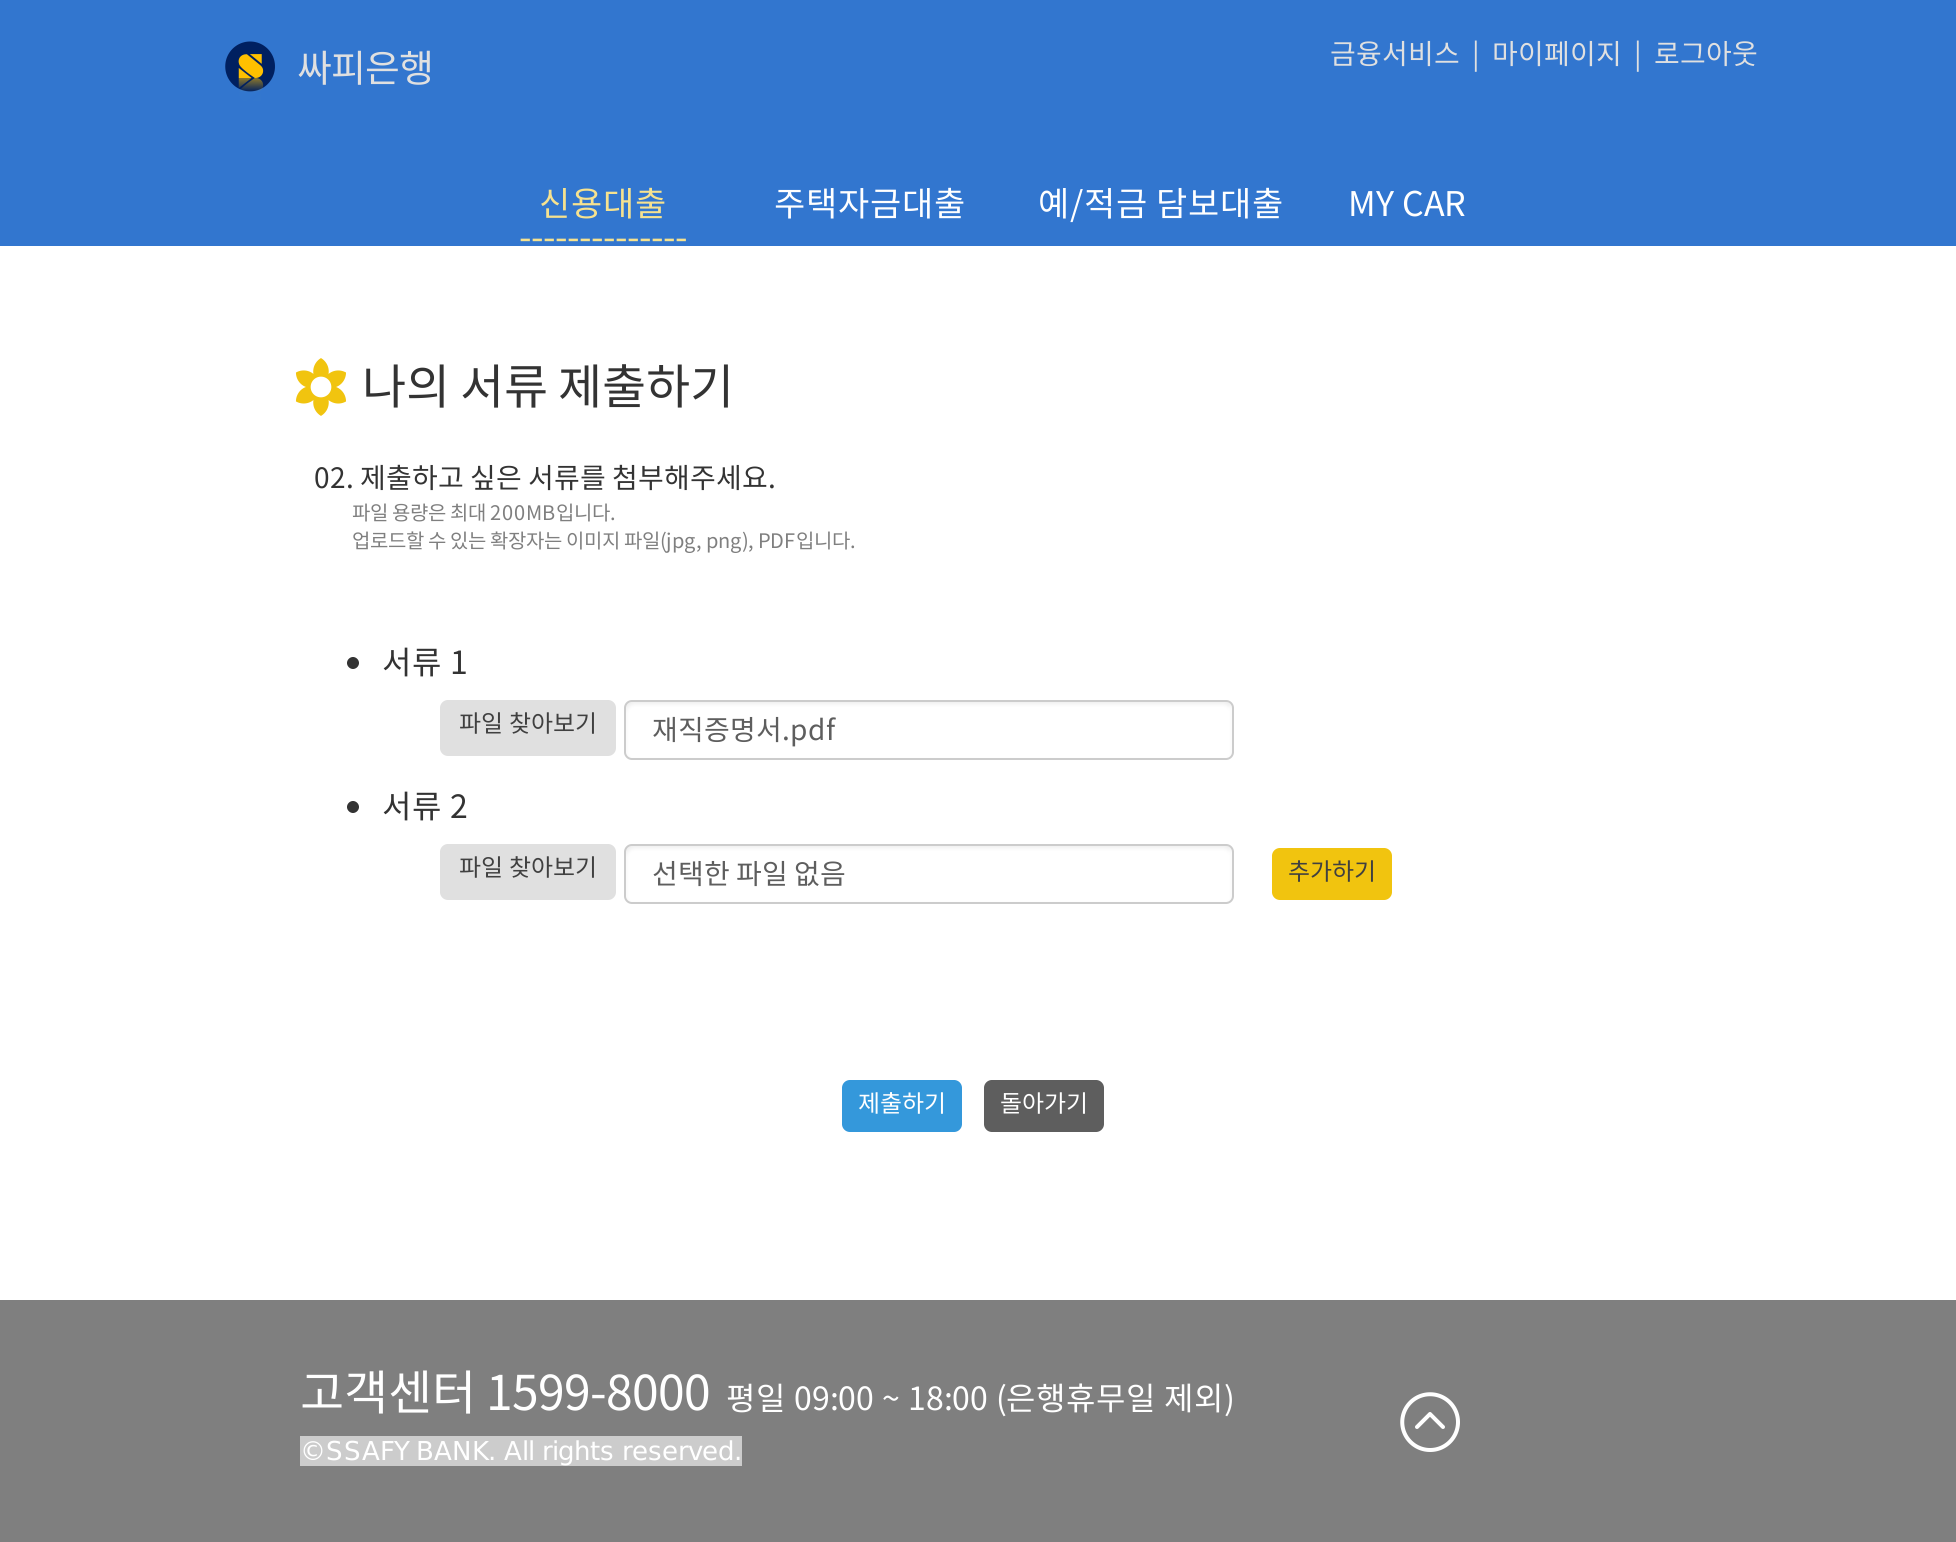 싸피은행
금융서비스 | 마이페이지 | 로그아웃
신용대출 주택자금대출 예/적금 담보대출 MY CAR
나의 서류 제출하기
02. 제출하고 싶은 서류를 첨부해주세요.
파일 용량은 최대 200MB입니다.
업로드할 수 있는 확장자는 이미지 파일(jpg, png), PDF입니다.
• 서류 1
파일 찾아보기 재직증명서.pdf
• 서류 2
파일 찾아보기 선택한 파일 없음 추가하기
제출하기 돌아가기
고객센터 1599-8000 평일 09:00 ~ 18:00 (은행휴무일 제외)
©SSAFY BANK. All rights reserved.